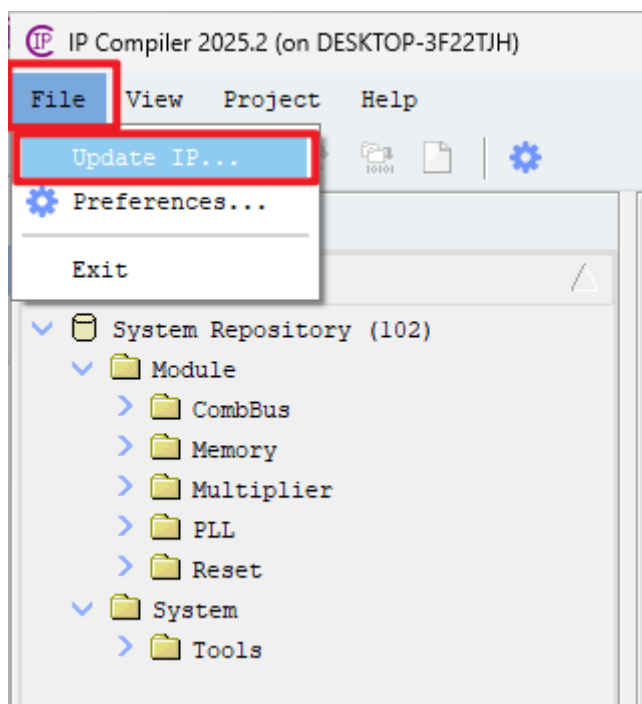 IP Compiler 2025.2 (on DESKTOP-3F22TJH)
File View Project Help
Update IP...
Preferences...
Exit
System Repository (102)
Module
CombBus
Memory
Multiplier
PLL
Reset
System
Tools